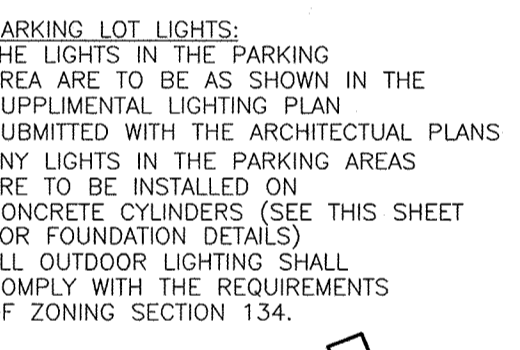 ARKING LOT LIGHTS:
HE LIGHTS IN THE PARKING
REA ARE TO BE AS SHOWN IN THE
UPPLIMENTAL LIGHTING PLAN
UBMITTED WITH THE ARCHITECTUAL PLANS
NY LIGHTS IN THE PARKING AREAS
RE TO BE INSTALLED ON
ONCRETE CYLINDERS (SEE THIS SHEET
OR FOUNDATION DETAILS)
LL OUTDOOR LIGHTING SHALL
OMPLY WITH THE REQUIREMENTS
F ZONING SECTION 134.